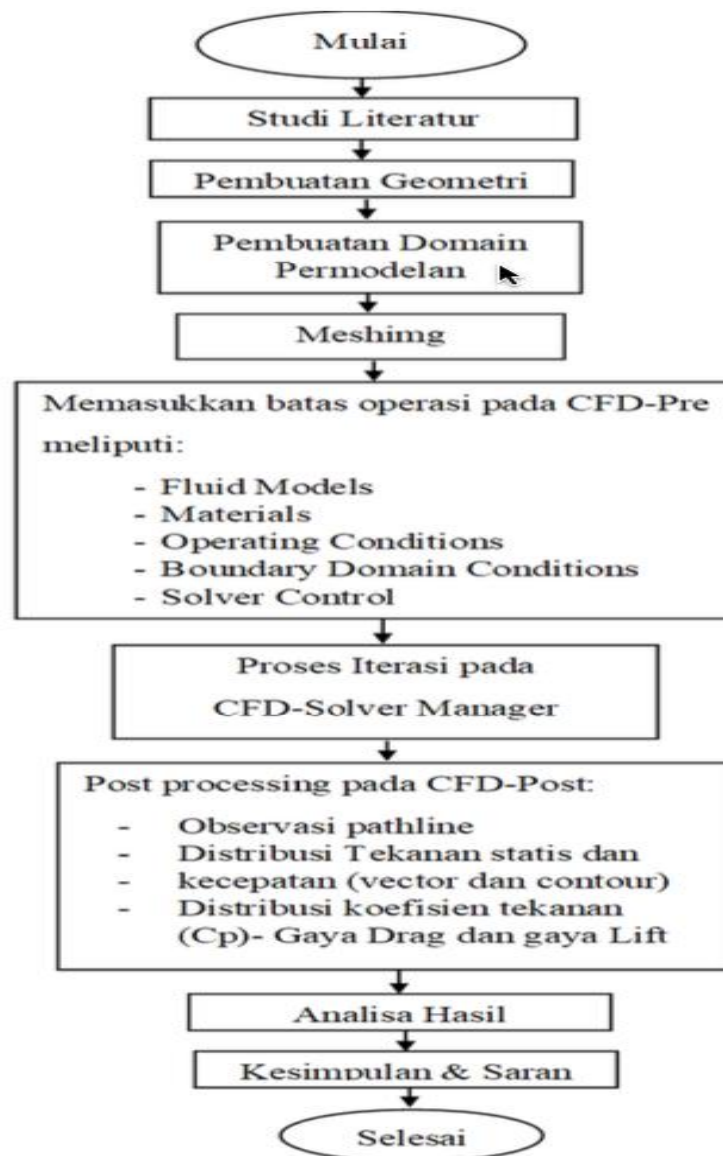 Mulai
Studi Literatur
Pembuatan Geometri
Pembuatan Domain
Permodelan
Meshimg
Memasukkan batas operasi pada CFD-Pre
meliputi:
- Fluid Models
- Materials
- Operating Conditions
- Boundary Domain Conditions
- Solver Control
Proses Iterasi pada
CFD-Solver Manager
Post processing pada CFD-Post:
- Observasi pathline
- Distribusi Tekanan statis dan
- kecepatan (vector dan contour)
- Distribusi koefisien tekanan
(Cp)- Gaya Drag dan gaya Lift
Analisa Hasil
Kesimpulan & Saran
Selesai